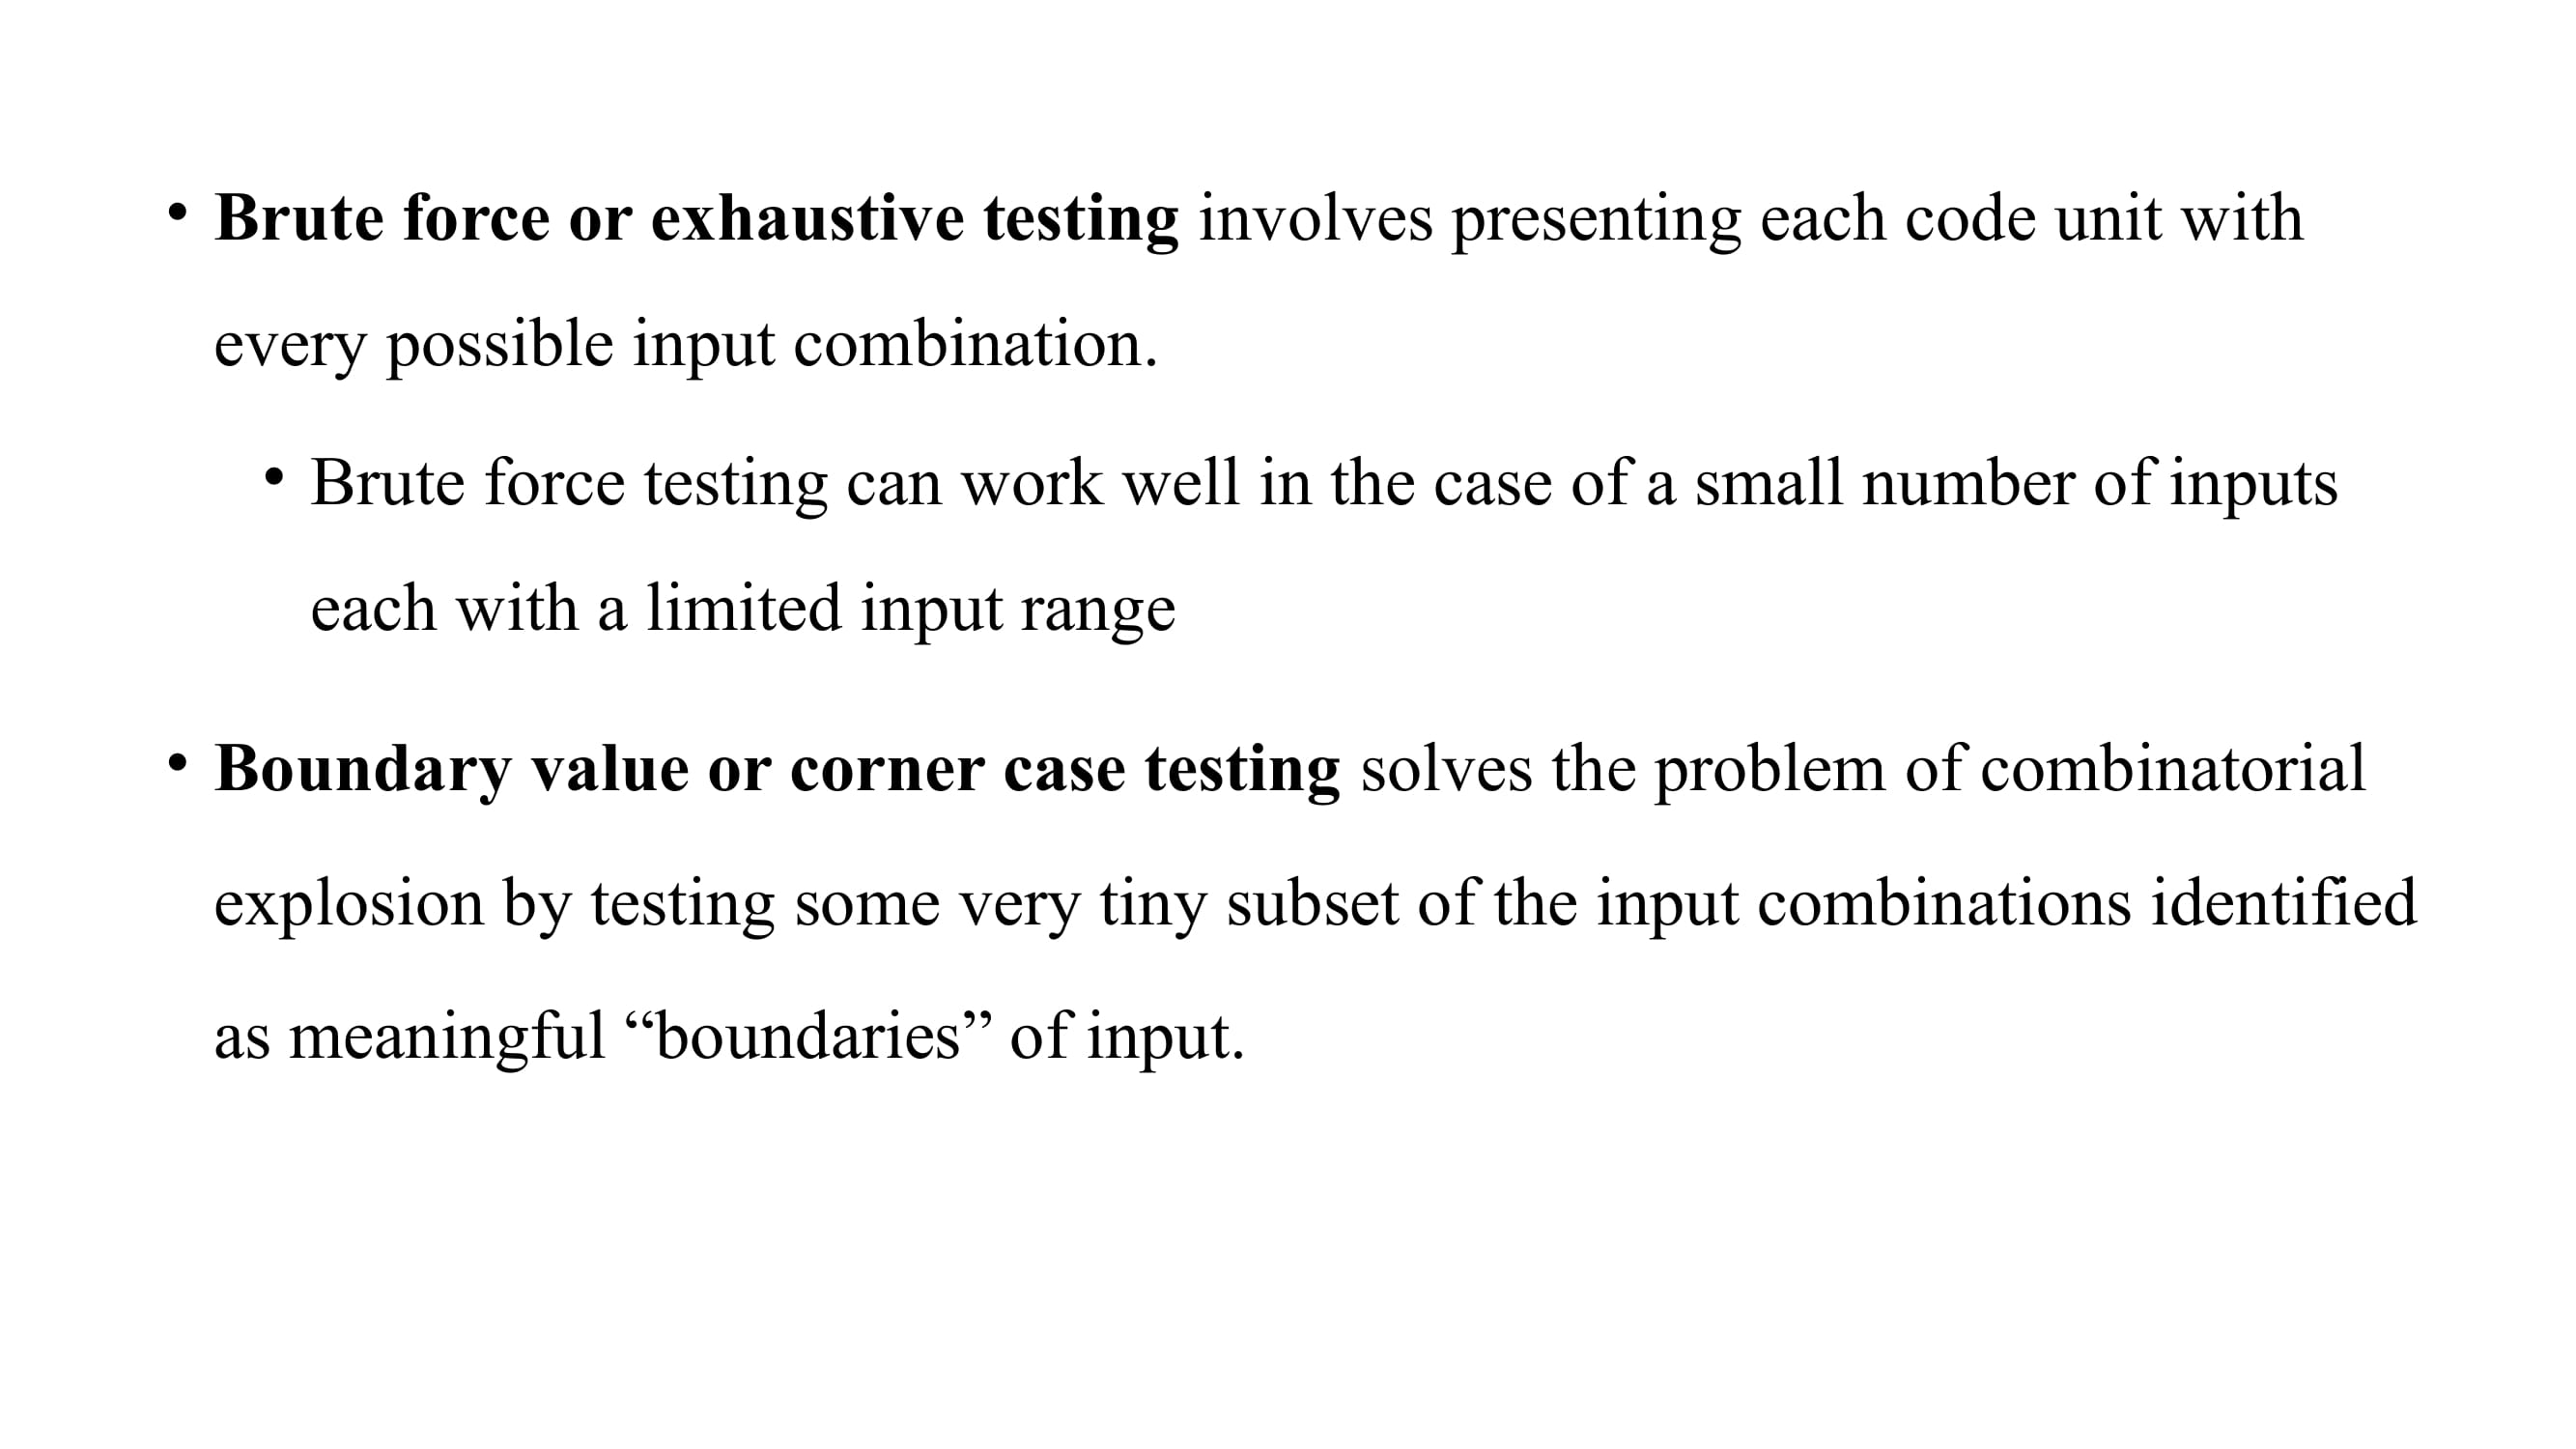 • Brute force or exhaustive testing involves presenting each code unit with
every possible input combination.
• Brute force testing can work well in the case of a small number of inputs
each with a limited input range
• Boundary value or corner case testing solves the problem of combinatorial
explosion by testing some very tiny subset of the input combinations identified
as meaningful “boundaries” of input.